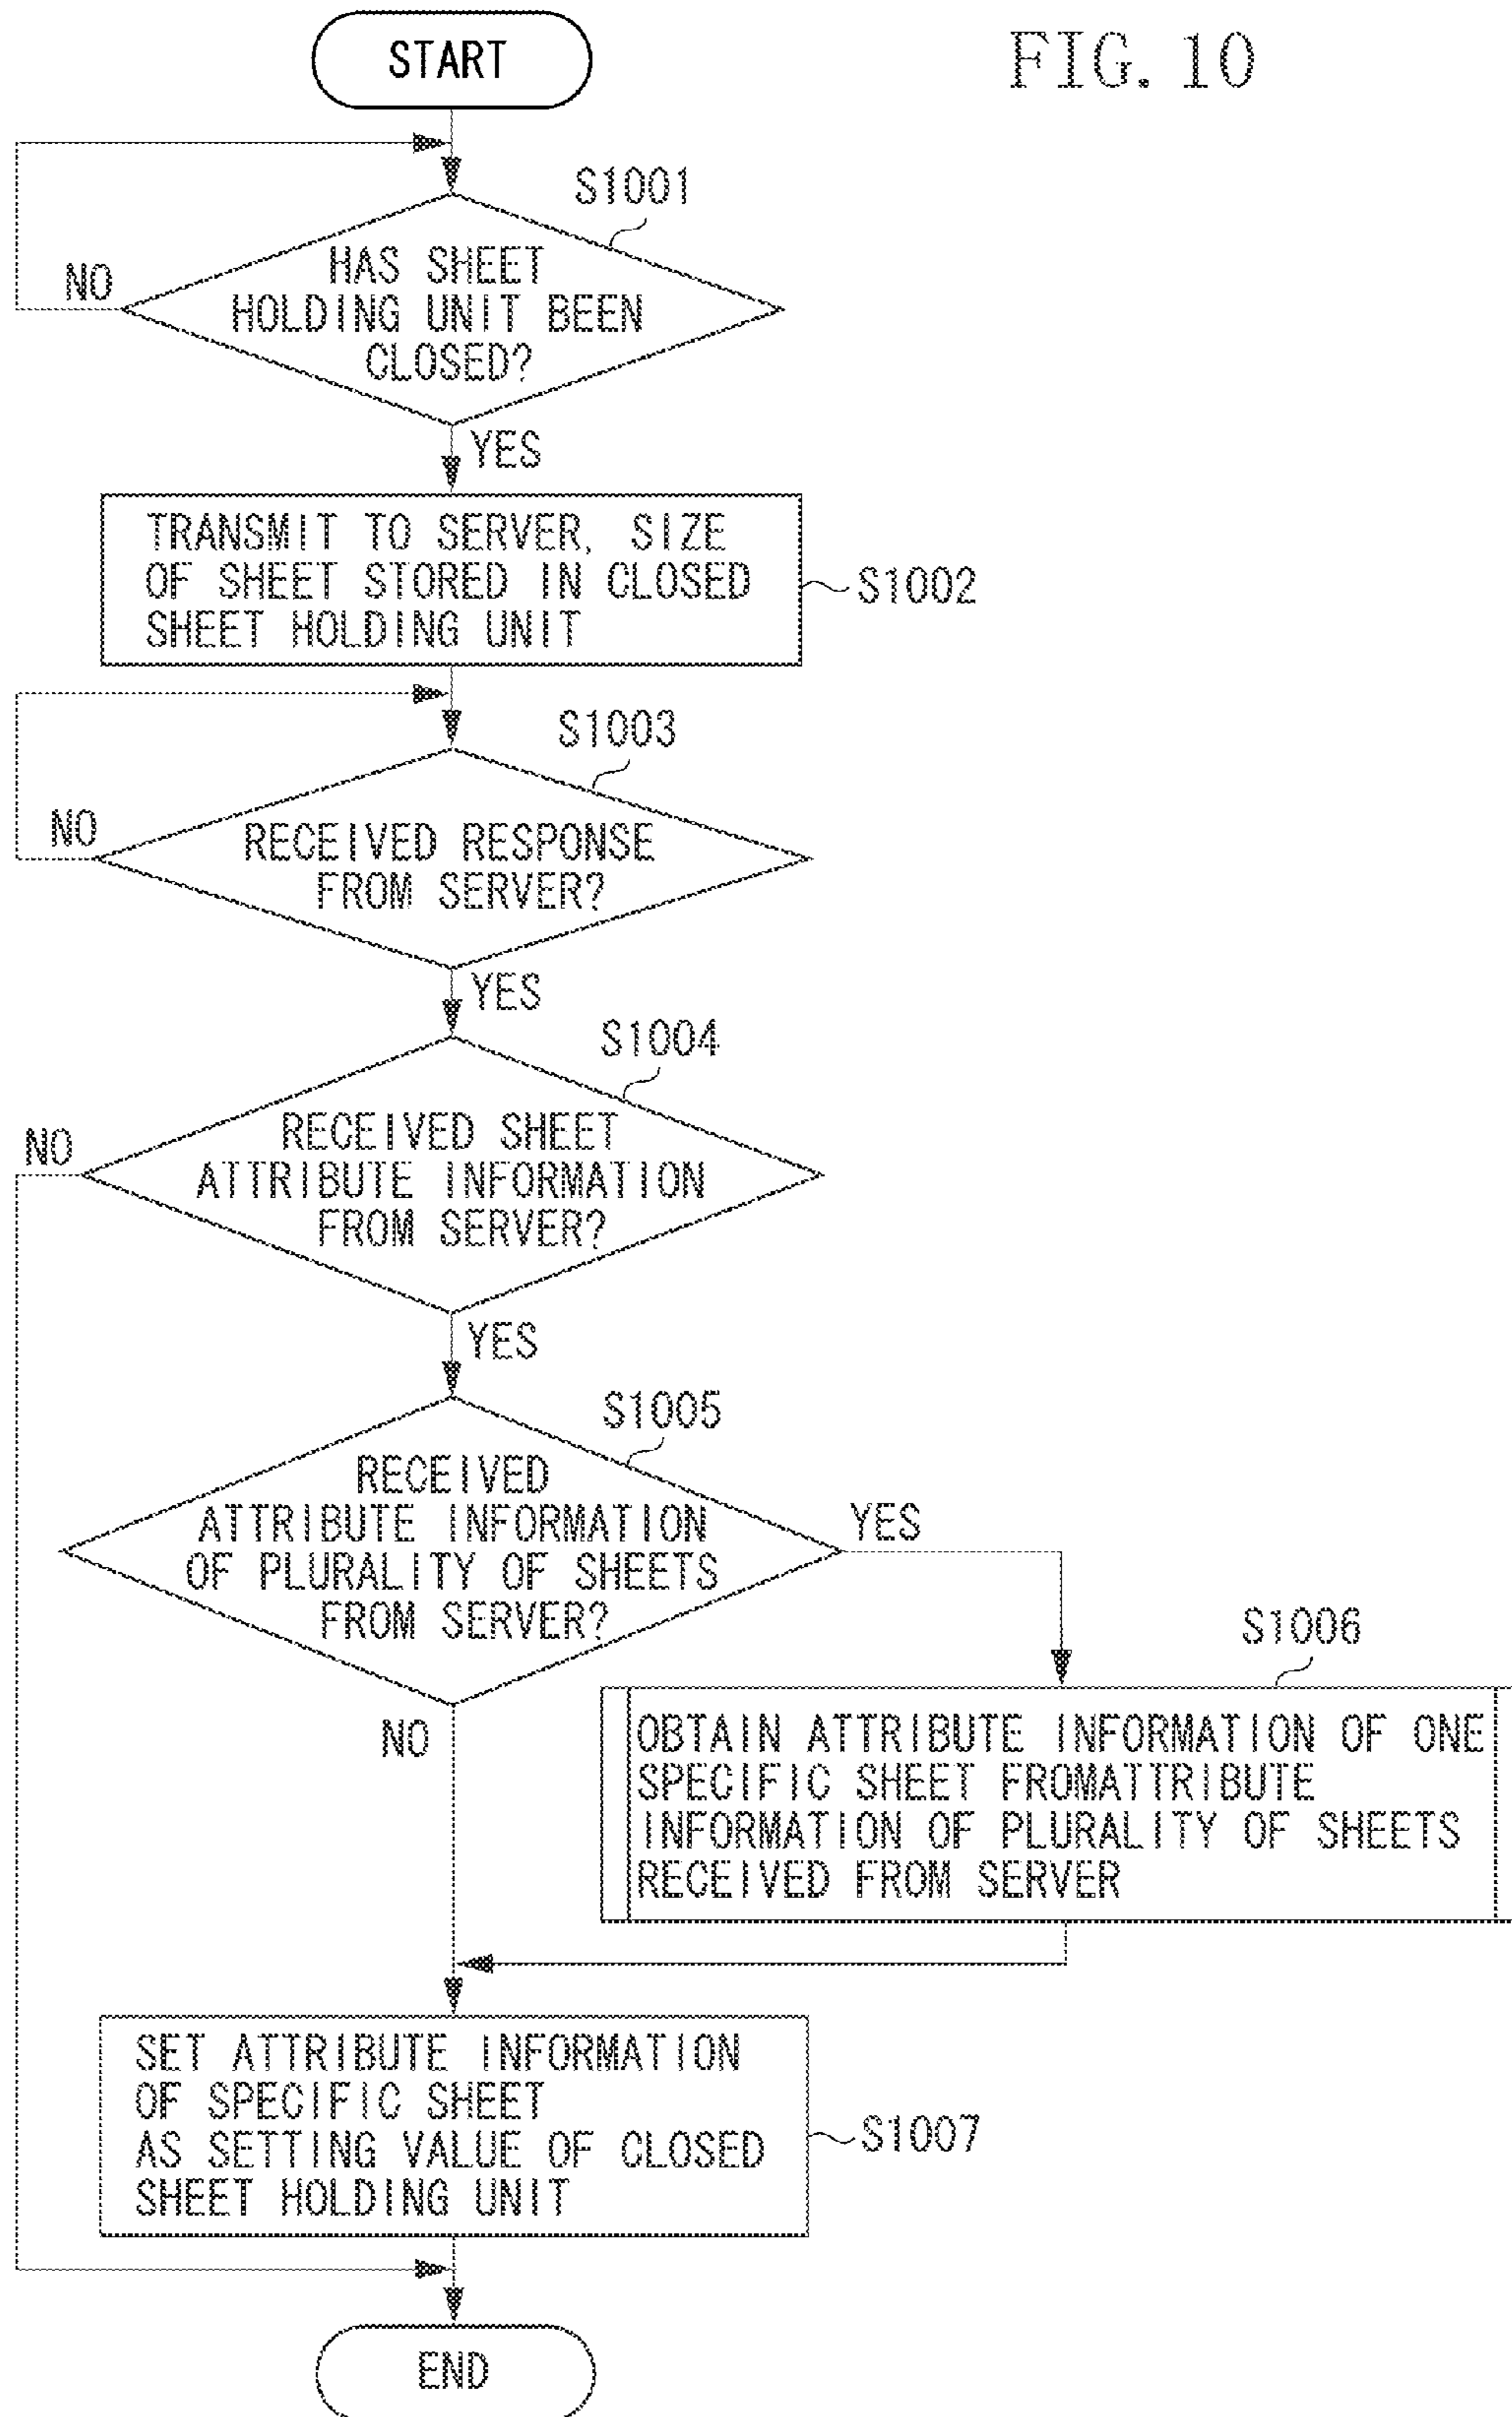 START
FIG. 10
S1001
HAS SHEET
HOLDING UNIT BEEN
CLOSED?
NO
YES
TRANSMIT TO SERVER, SIZE
OF SHEET STORED IN CLOSED
SHEET HOLDING UNIT
S1002
S1003
RECEIVED RESPONSE
FROM SERVER?
NO
YES
S1004
RECEIVED SHEET
ATTRIBUTE INFORMATION
FROM SERVER?
NO
YES
S1005
RECEIVED
ATTRIBUTE INFORMATION
OF PLURALITY OF SHEETS
FROM SERVER?
YES
NO
S1006
OBTAIN ATTRIBUTE INFORMATION OF ONE
SPECIFIC SHEET FROMATTRIBUTE
INFORMATION OF PLURALITY OF SHEETS
RECEIVED FROM SERVER
SET ATTRIBUTE INFORMATION
OF SPECIFIC SHEET
AS SETTING VALUE OF CLOSED
SHEET HOLDING UNIT
S1007
END